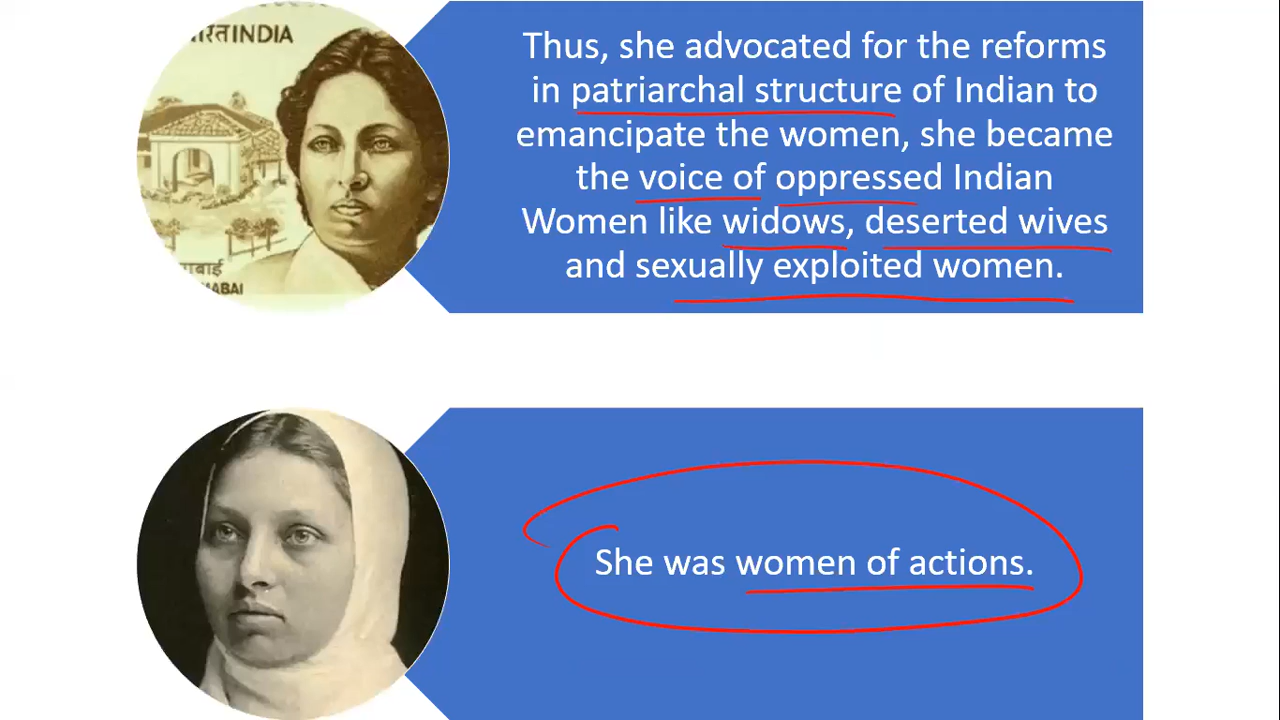 भारत INDIA
Thus, she advocated for the reforms
in patriarchal structure of Indian to
emancipate the women, she became
the voice of oppressed Indian
Women like widows, deserted wives
and sexually exploited women.
She was women of actions.